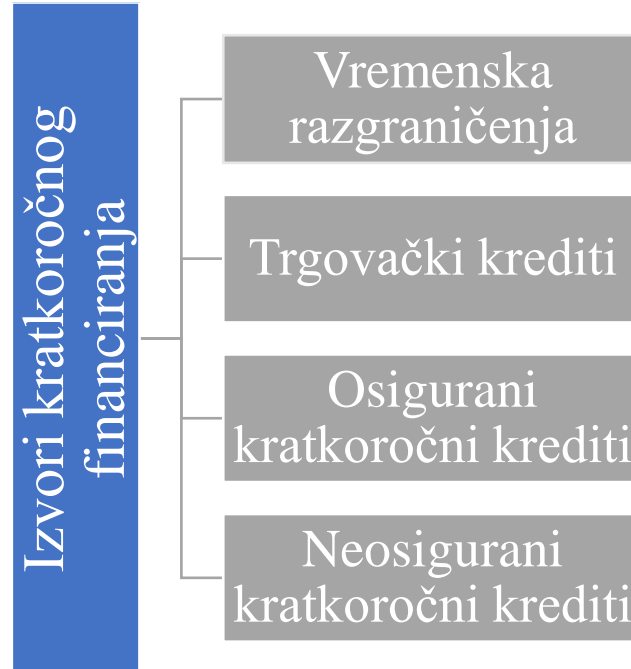 Izvori kratkoročnog
financiranja
Vremenska
razgraničenja
Trgovački krediti
Osigurani
kratkoročni krediti
Neosigurani
kratkoročni krediti